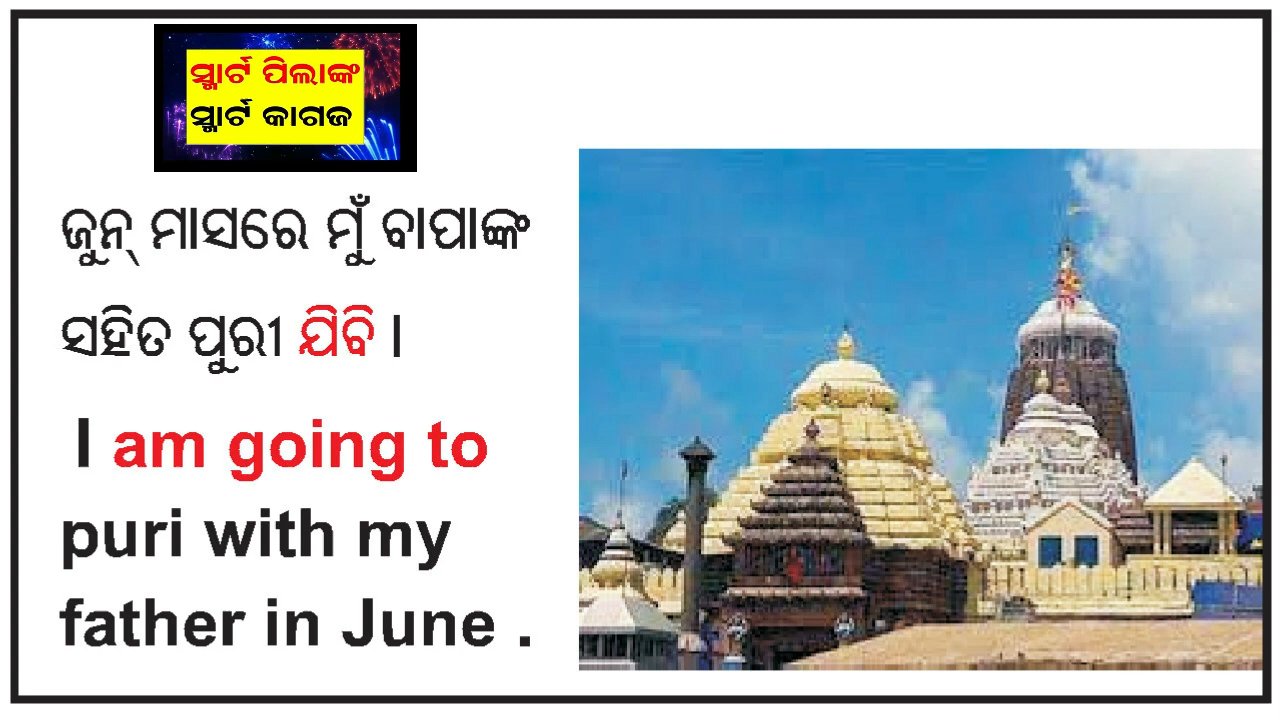 ସ୍ମାର୍ଟ ପିଲାଙ୍କ
ସ୍ମାର୍ଟ କାଗଜ
ଜୁନ୍ ମାସରେ ମୁଁ ବାପାଙ୍କ
ସହିତ ପୁରୀ ଯିବି ।
I am going to
puri with my
father in June .